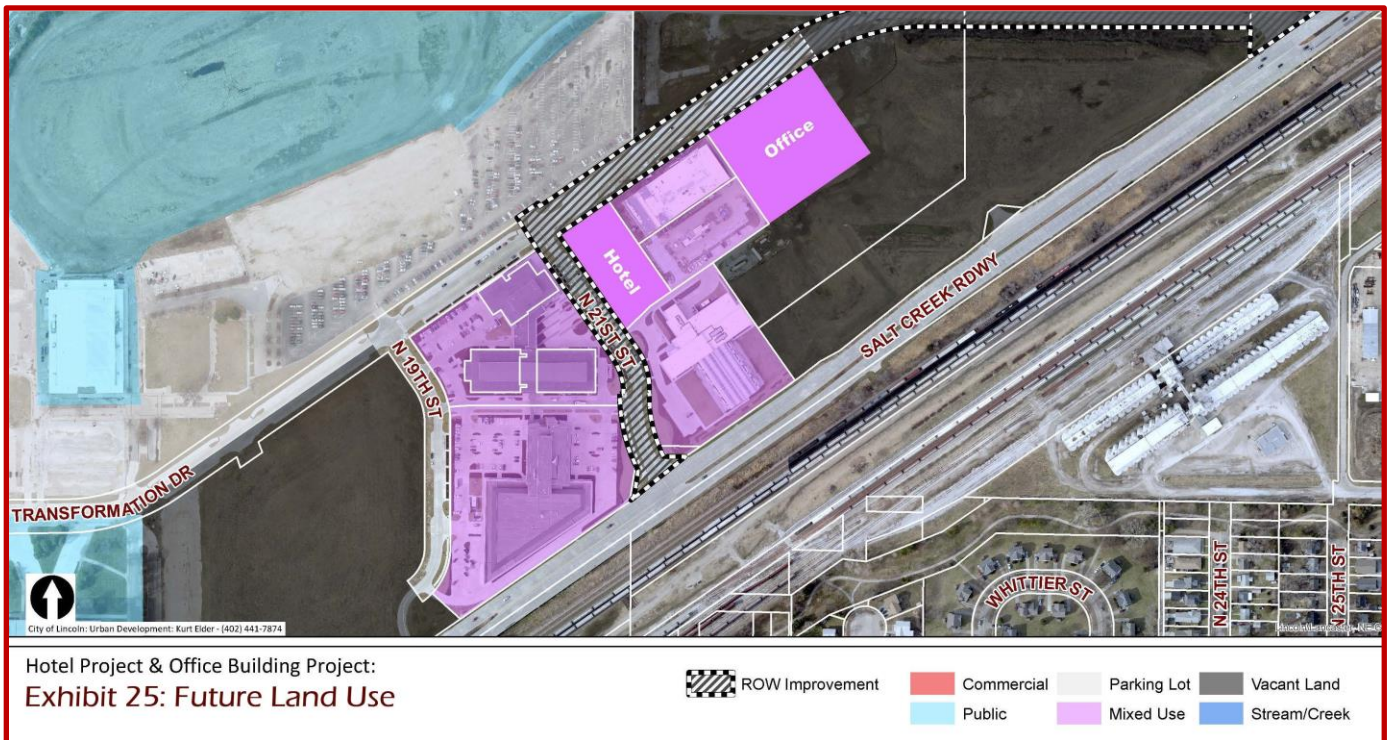 Office
Hotel
N 21ST ST
SALT CREEK RDWY
N 19TH ST
TRANSFORMATION DR
WHITTIER ST
N 24TH ST
N 25TH ST
City of Lincoln: Urban Development: Kurt Elder - (402) 441-7874
Hotel Project & Office Building Project:
Exhibit 25: Future Land Use
ROW Improvement
Commercial
Parking Lot
Vacant Land
Public
Mixed Use
Stream/Creek